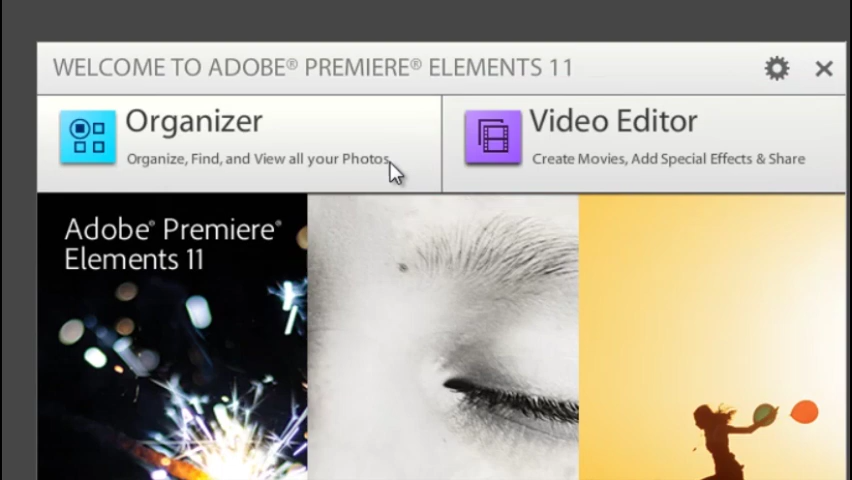 WELCOME TO ADOBE® PREMIERE® ELEMENTS 11
Organizer
Organize, Find, and View all your Photos
Video Editor
Create Movies, Add Special Effects & Share
Adobe® Premiere®
Elements 11